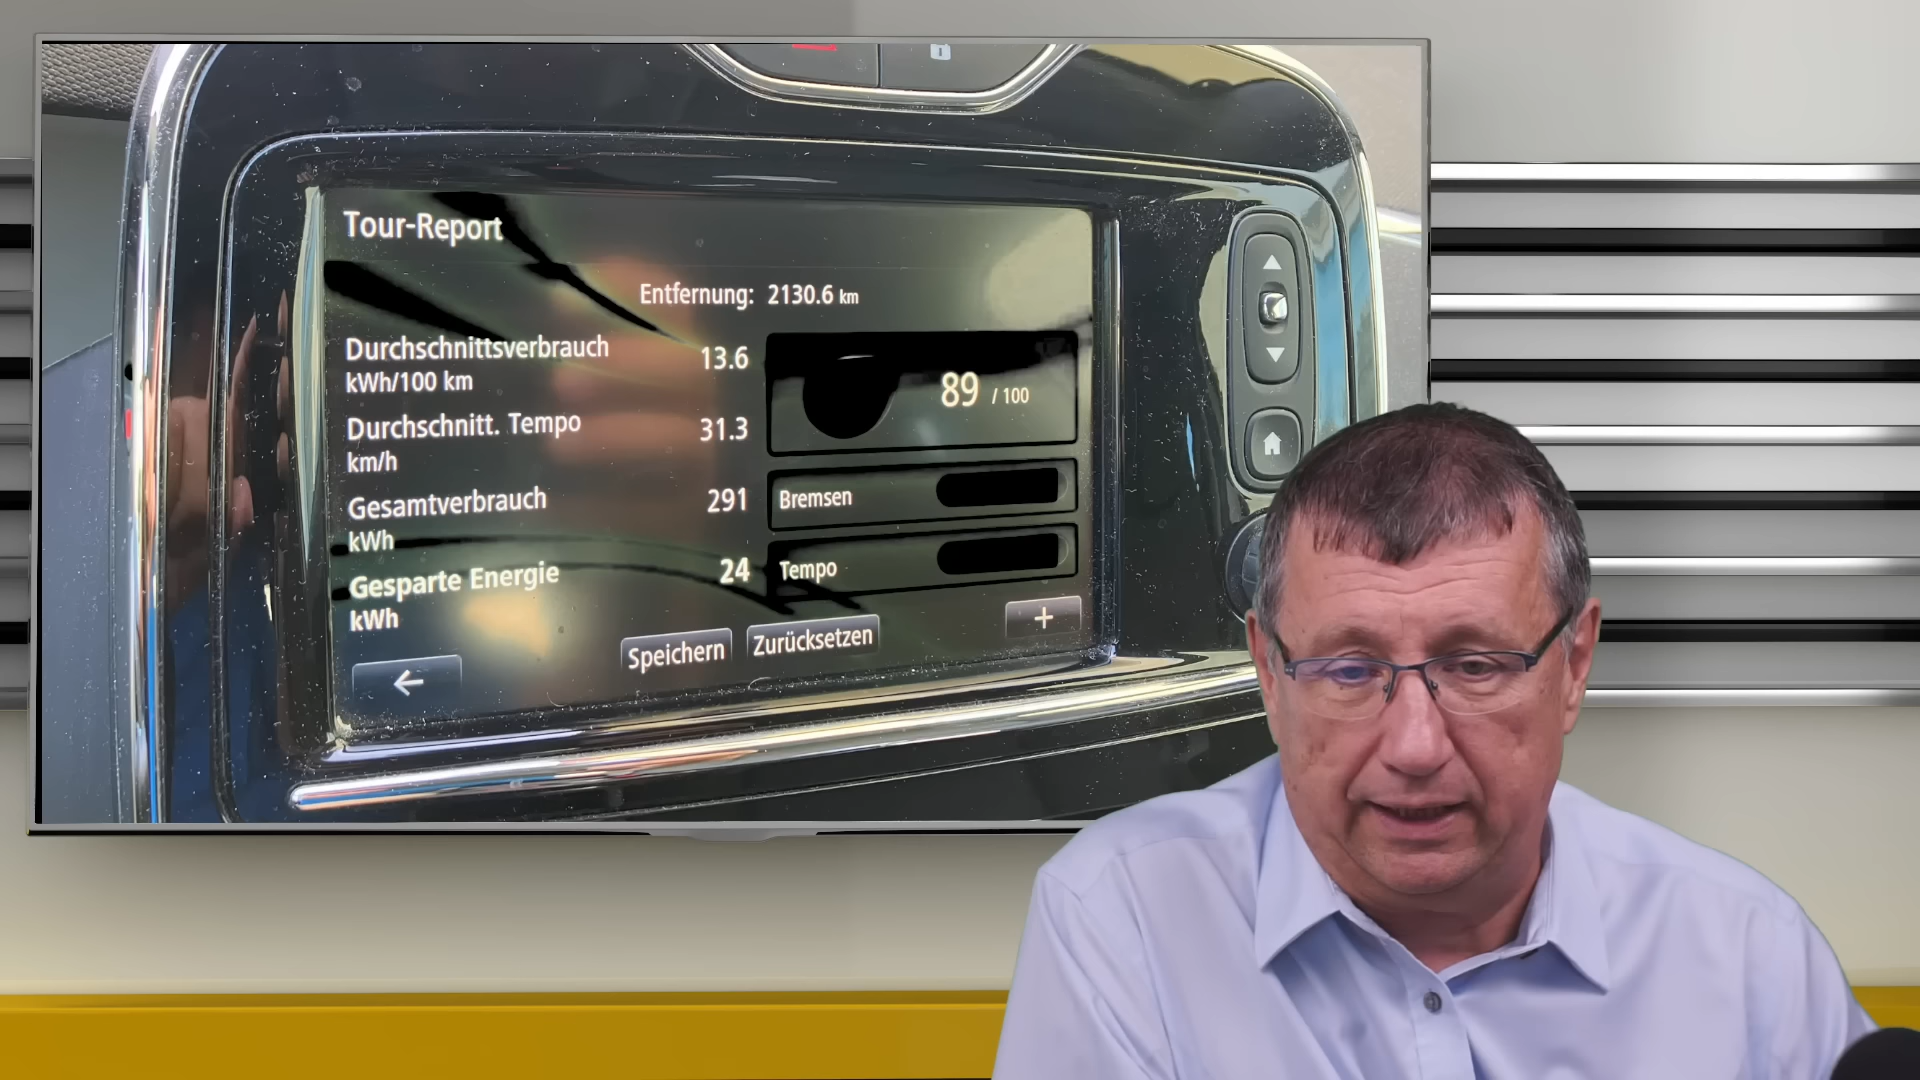 Tour-Report
Entfernung: 2130.6 km
Durchschnittsverbrauch 13.6
kWh/100 km
89 / 100
Durchschnitt. Tempo 31.3
km/h
Gesamtverbrauch 291
kWh
Bremsen
Gesparte Energie 24
kWh
Tempo
Speichern Zurücksetzen +